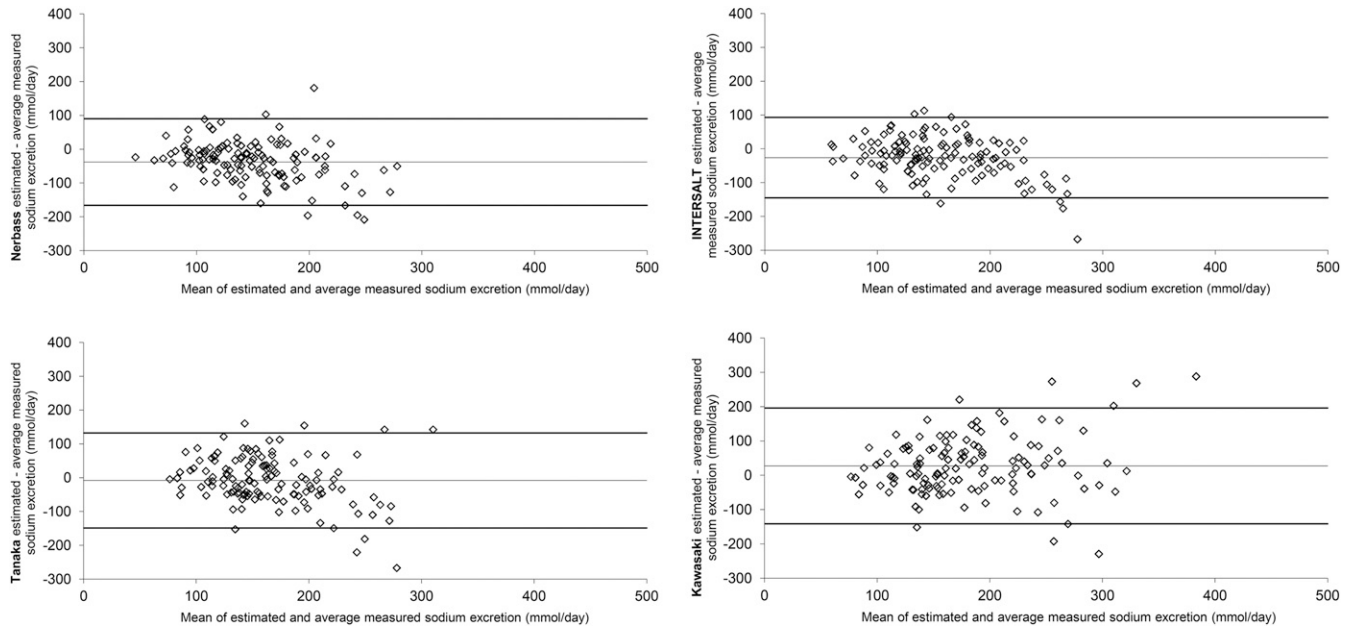 400
300
200
100
0
-100
-200
-300
Nerbass estimated - average measured
sodium excretion (mmol/day)
0 100 200 300 400 500
Mean of estimated and average measured sodium excretion (mmol/day)
400
300
200
100
0
-100
-200
-300
INTERSALT estimated - average
measured sodium excretion (mmol/day)
0 100 200 300 400 500
Mean of estimated and average measured sodium excretion (mmol/day)
400
300
200
100
0
-100
-200
-300
Tanaka estimated - average measured
sodium excretion (mmol/day)
0 100 200 300 400 500
Mean of estimated and average measured sodium excretion (mmol/day)
400
300
200
100
0
-100
-200
-300
Kawasaki estimated - average measured
sodium excretion (mmol/day)
0 100 200 300 400 500
Mean of estimated and average measured sodium excretion (mmol/day)